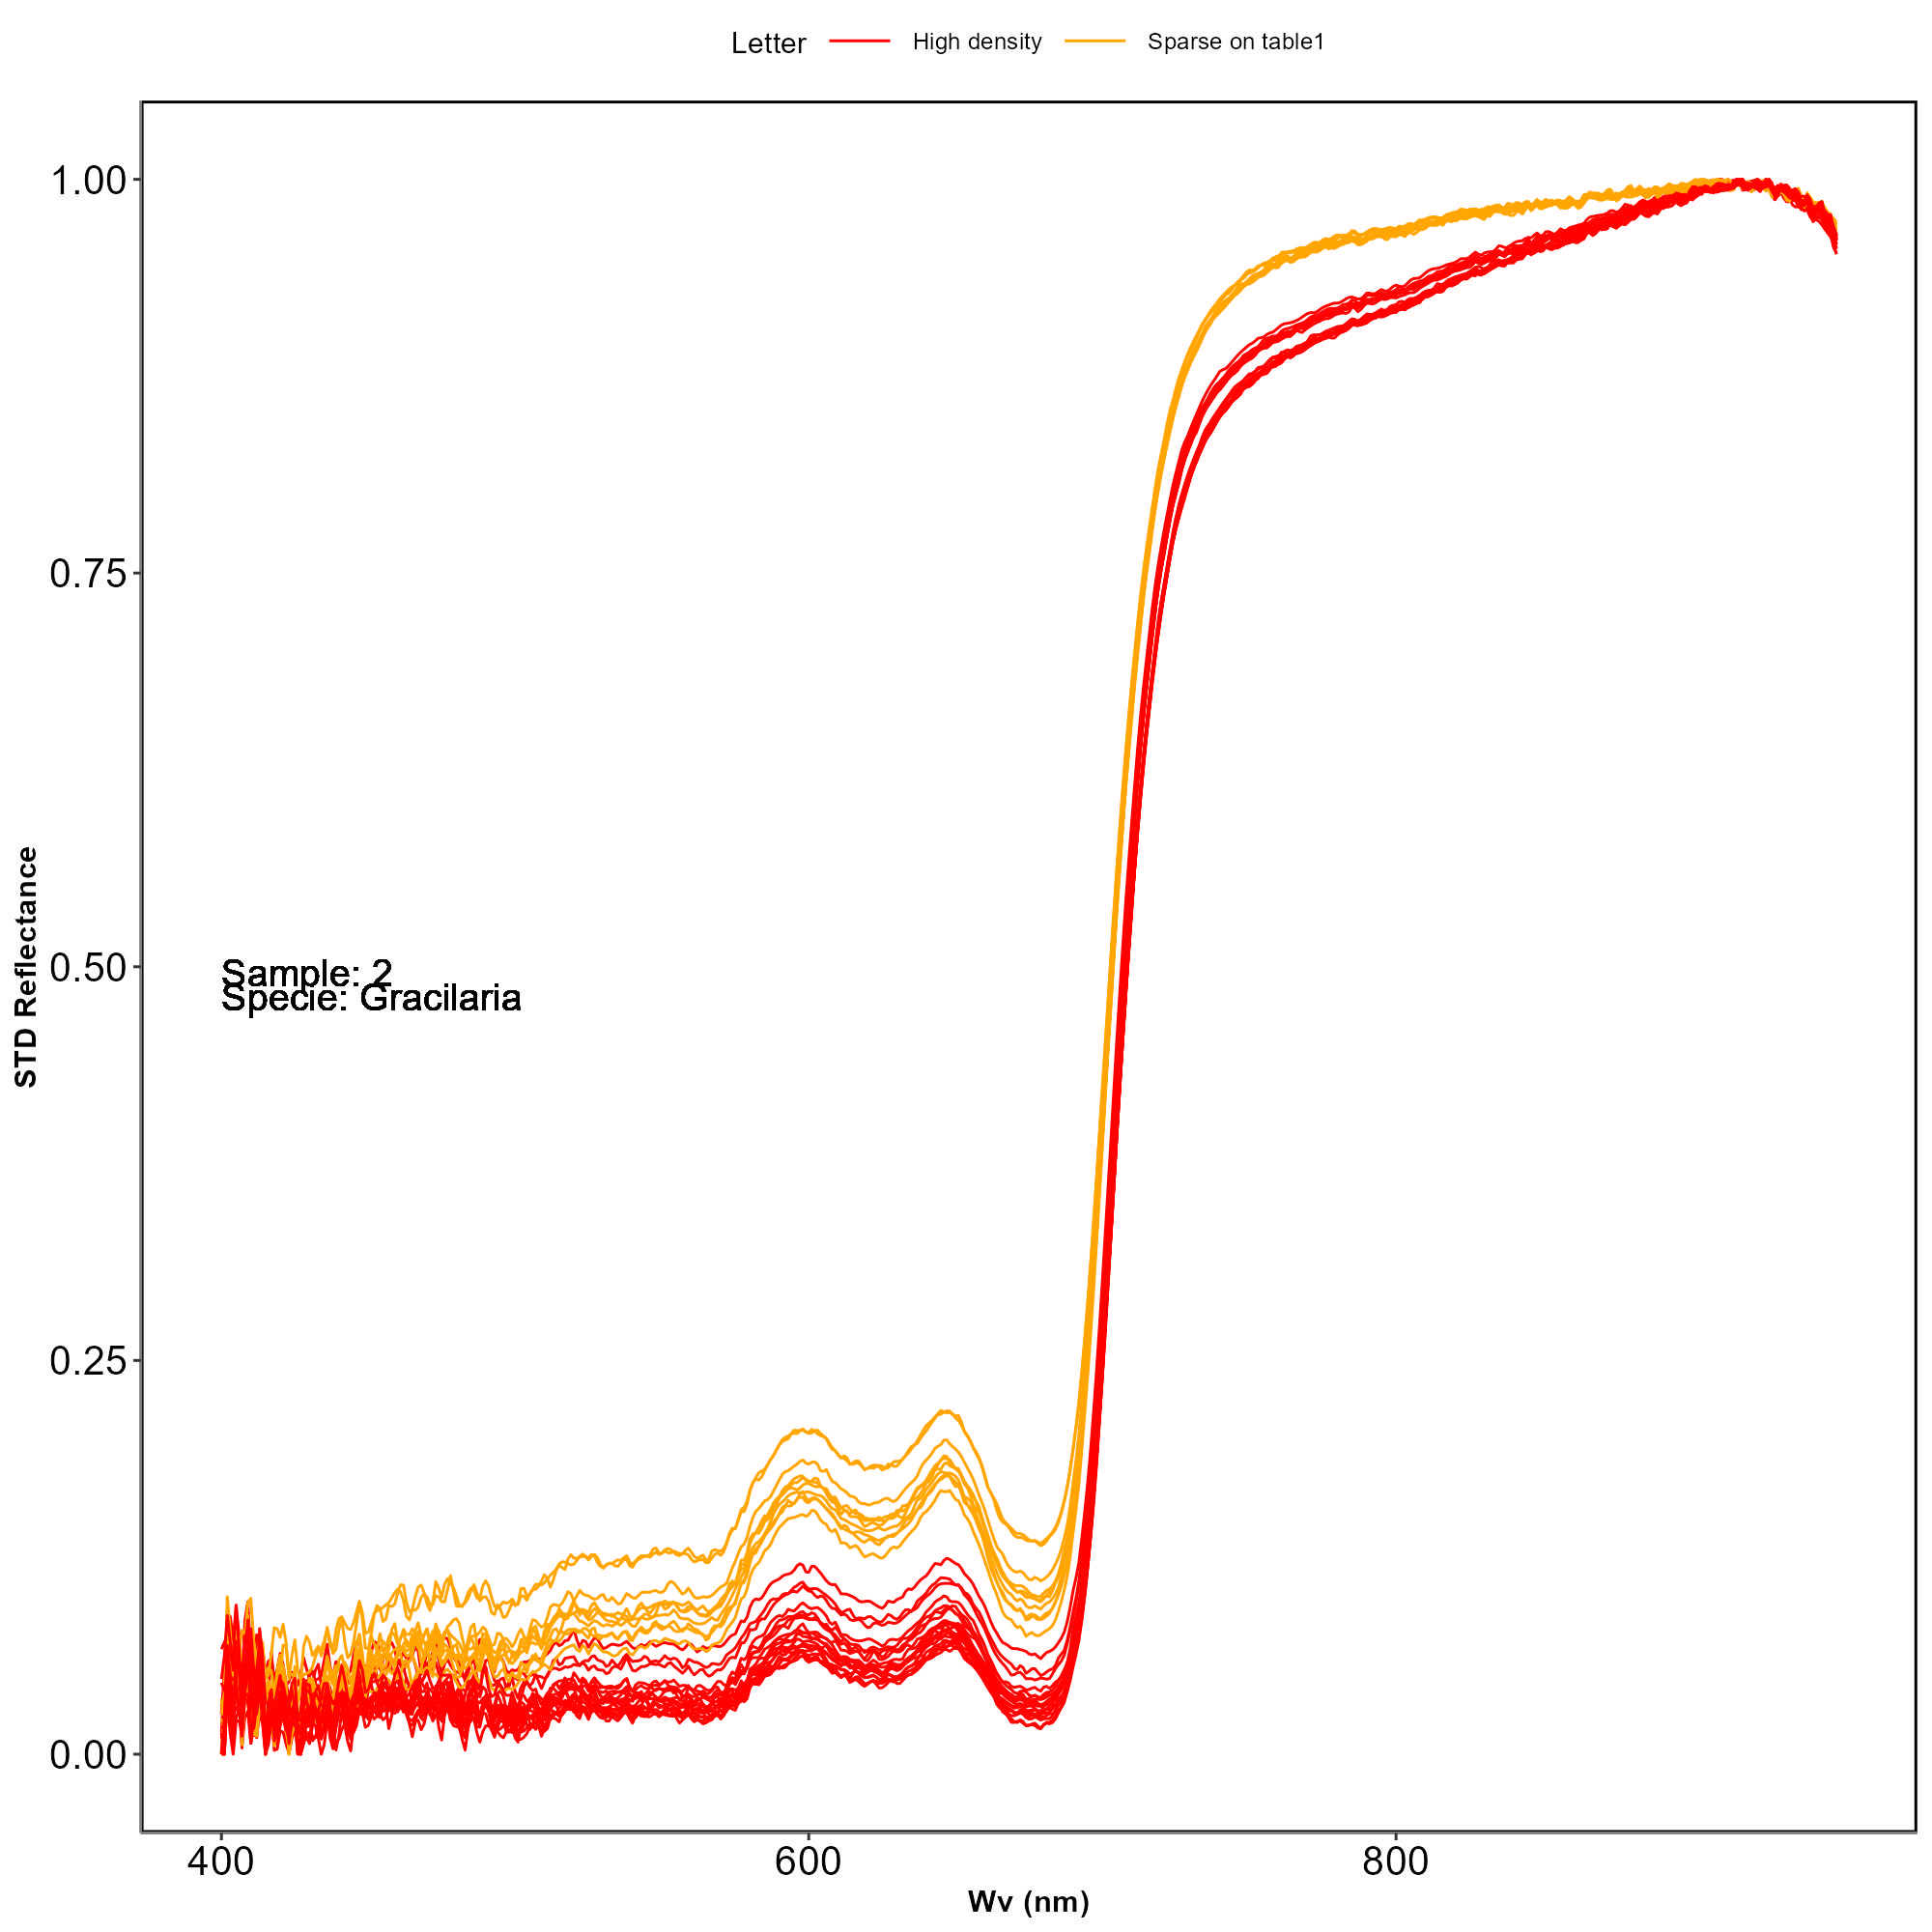 Letter High density Sparse on table1
1.00
0.75
0.50
0.25
0.00
STD Reflectance
Sample: 2
Specie: Gracilaria
400 600 800
Wv (nm)